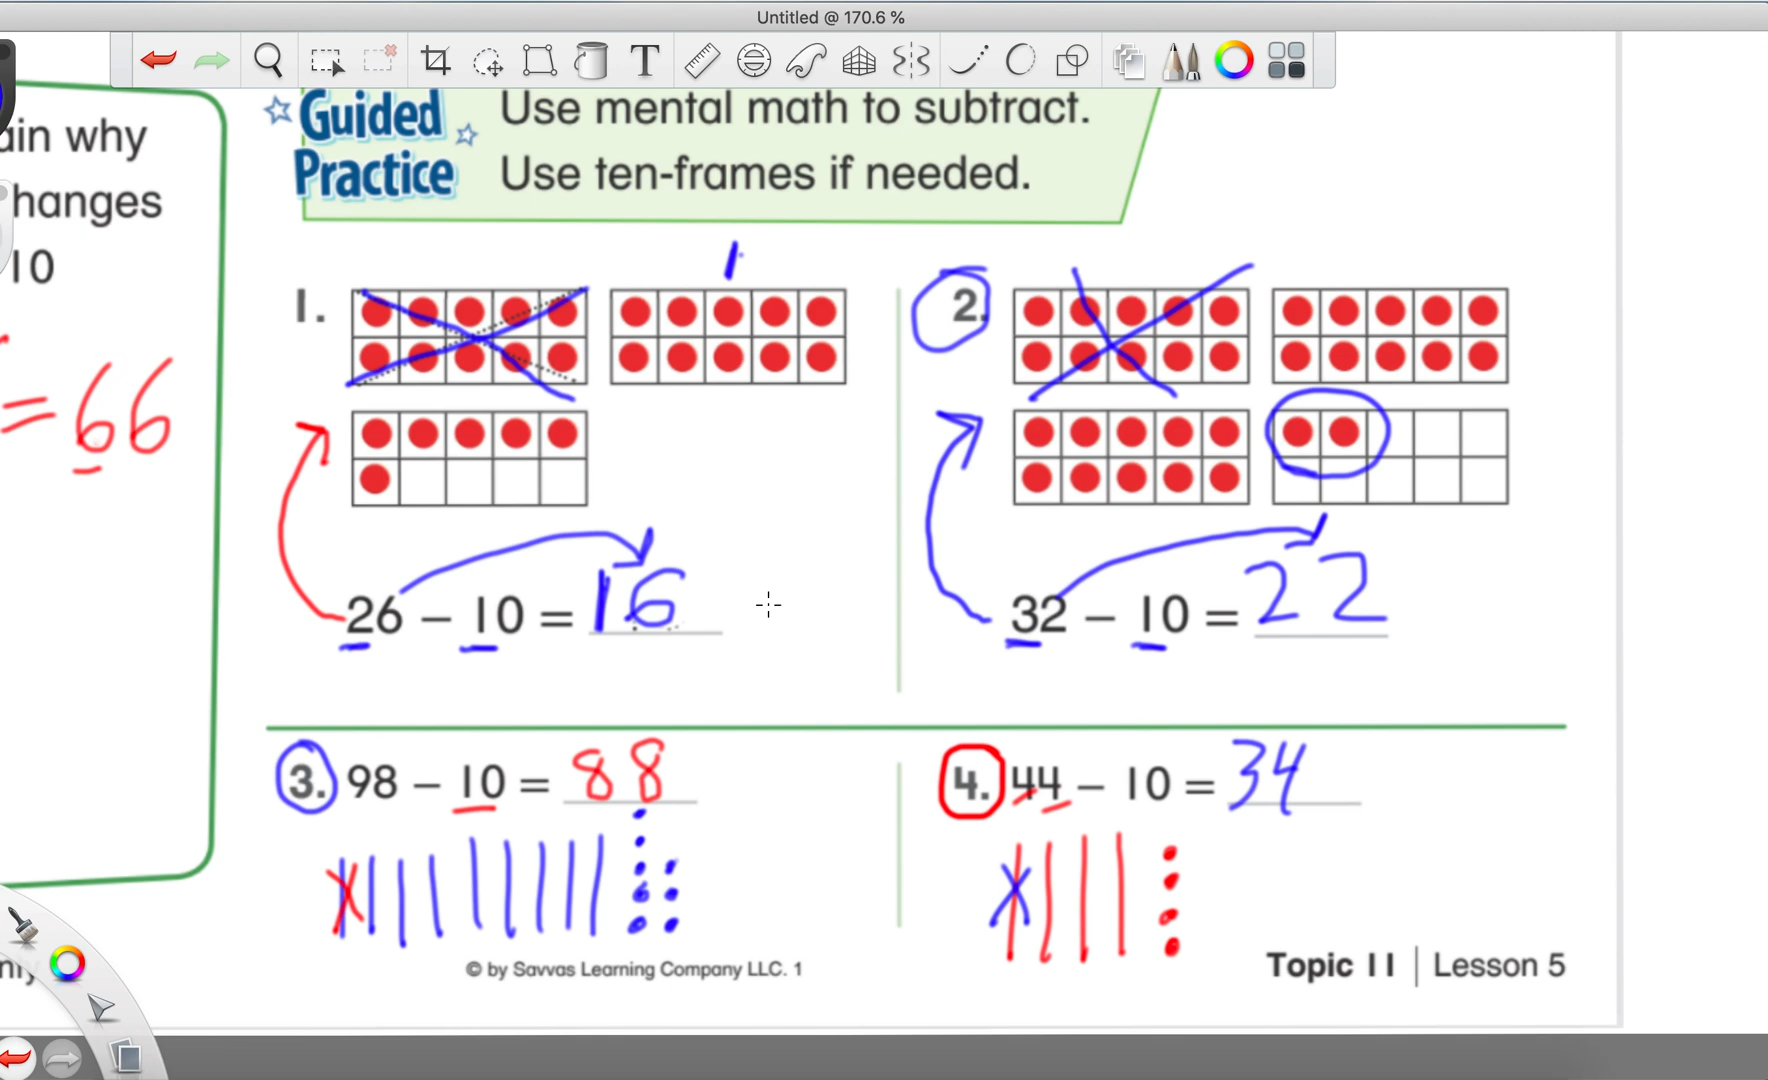 Untitled @ 170.6 %
T
Guided
Practice
Use mental math to subtract.
Use ten-frames if needed.
ain why
hanges
10
= 66
1.
1
26 – 10 = 16
2.
32 – 10 = 22
3. 98 – 10 = 88
4. 44 – 10 = 34
© by Savvas Learning Company LLC. 1
Topic 11 | Lesson 5